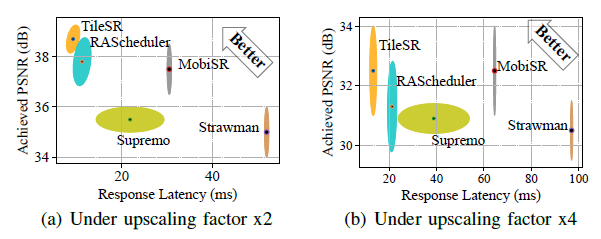 Achieved PSNR (dB)
38
36
34
TileSR
RAScheduler
MobiSR
Supremo
Strawman
Better
20
40
Response Latency (ms)
(a) Under upscaling factor x2
Achieved PSNR (dB)
34
32
30
TileSR
RAScheduler
MobiSR
Supremo
Strawman
Better
20
40
60
80
100
Response Latency (ms)
(b) Under upscaling factor x4